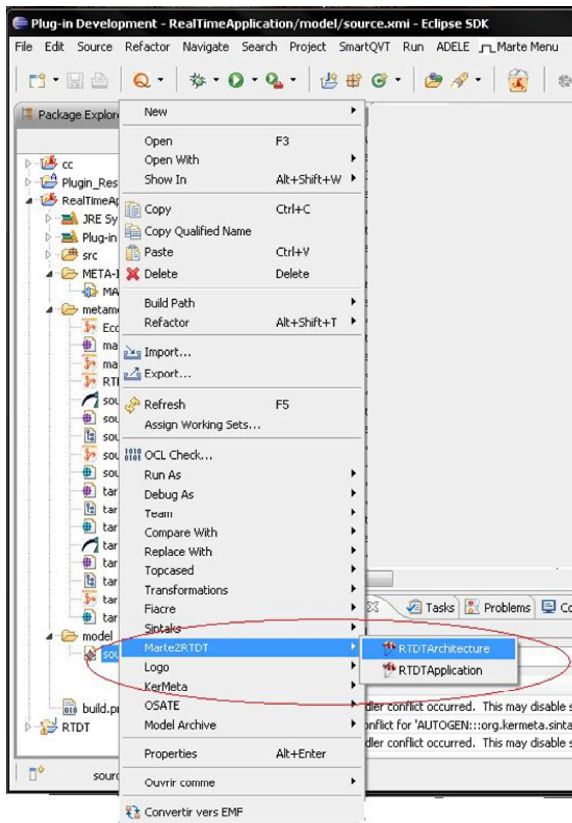 Plug-in Development - RealTimeApplication/model/source.xmi - Eclipse SDK
File Edit Source Refactor Navigate Search Project SmartQVT Run ADELE Marte Menu
Package Explor
cc
Plugin_Res
RealTimeAp
JRE Sy
Plug-in
src
META-I
MA
metam
Eco
ma
ma
RTD
sou
sou
sou
sou
sou
tar
tar
tar
tar
tar
tar
tar
tar
model
sou
build.pr
RTDT
sourc
New
Open F3
Open With
Show In Alt+Shift+W
Copy Ctrl+C
Copy Qualified Name
Paste Ctrl+V
Delete Delete
Build Path
Refactor Alt+Shift+T
Import...
Export...
Refresh F5
Assign Working Sets...
OCL Check...
Run As
Debug As
Team
Compare With
Replace With
Topcased
Transformations
Fiacre
Sintaks
Marte2RTDT
Logo
KerMeta
OSATE
Model Archive
Properties Alt+Enter
Ouvrir comme
Convertir vers EMF
RTDTArchitecture
RTDTApplication
Tasks Problems Co
dler conflict occurred. This may disable s
onflict for 'AUTOGEN:::org.kermeta.sinta
dler conflict occurred. This may disable s